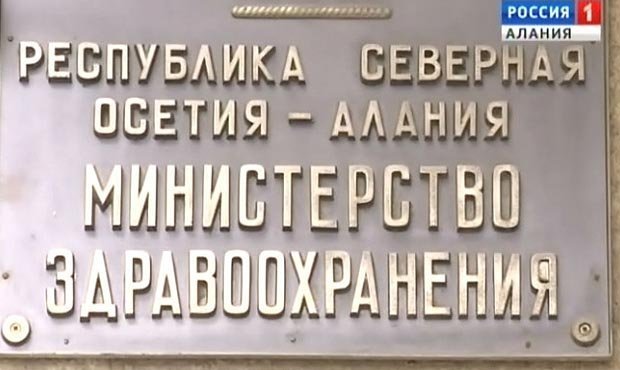 РОССИЯ 1
АЛАНИЯ
РЕСПУБЛИКА СЕВЕРНАЯ
ОСЕТИЯ – АЛАНИЯ
МИНИСТЕРСТВО
ЗДРАВООХРАНЕНИЯ